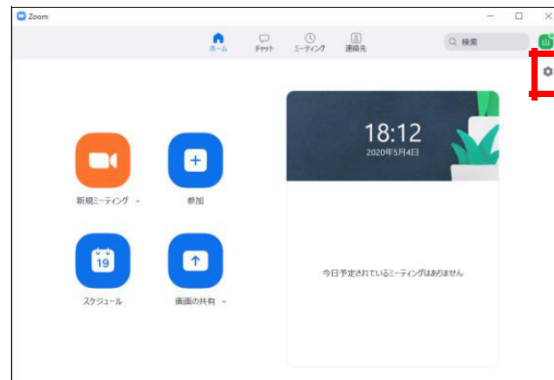 Zoom
ホーム
チャット
ミーティング
連絡先
検索
山
18:12
2020年5月4日
新規ミーティング
参加
19
スケジュール
画面の共有
今日予定されているミーティングはありません